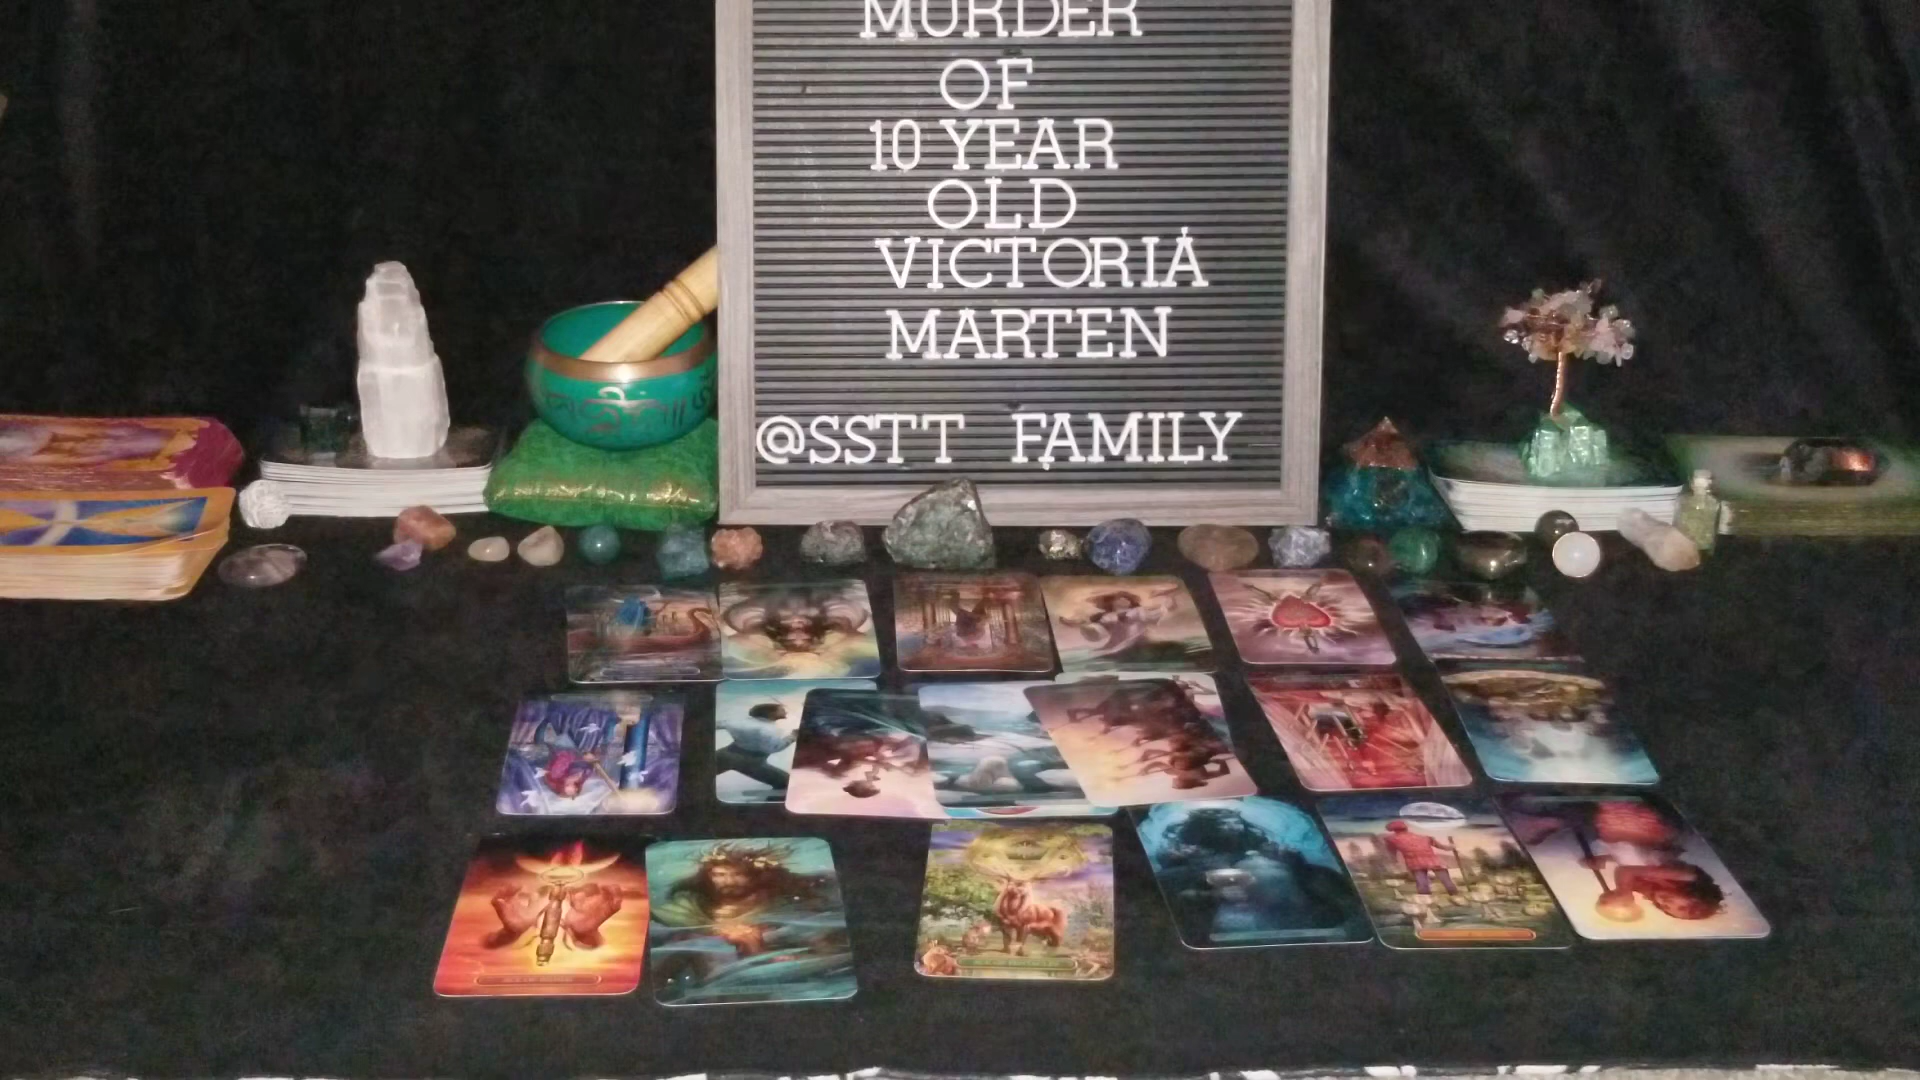 MURDER
OF
10 YEAR
OLD
VICTORIA
MARTEN
@SSTT FAMILY